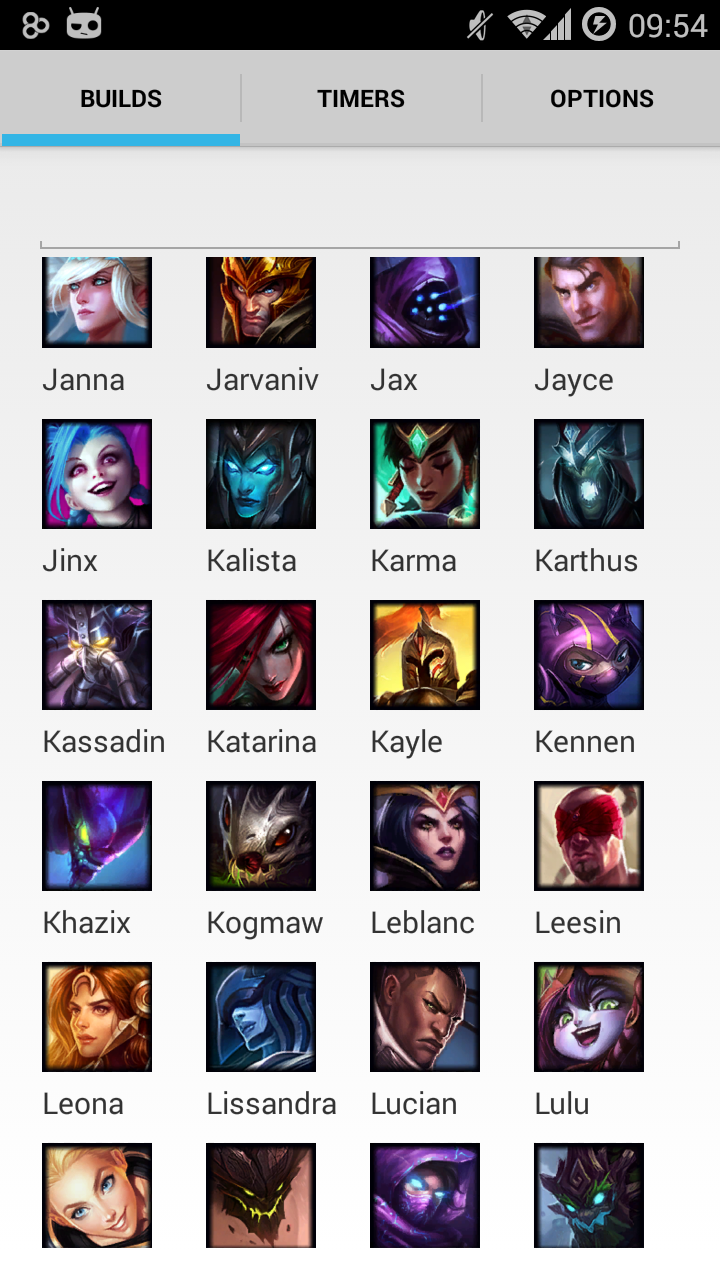 09:54
BUILDS TIMERS OPTIONS
Janna Jarvaniv Jax Jayce
Jinx Kalista Karma Karthus
Kassadin Katarina Kayle Kennen
Khazix Kogmaw Leblanc Leesin
Leona Lissandra Lucian Lulu